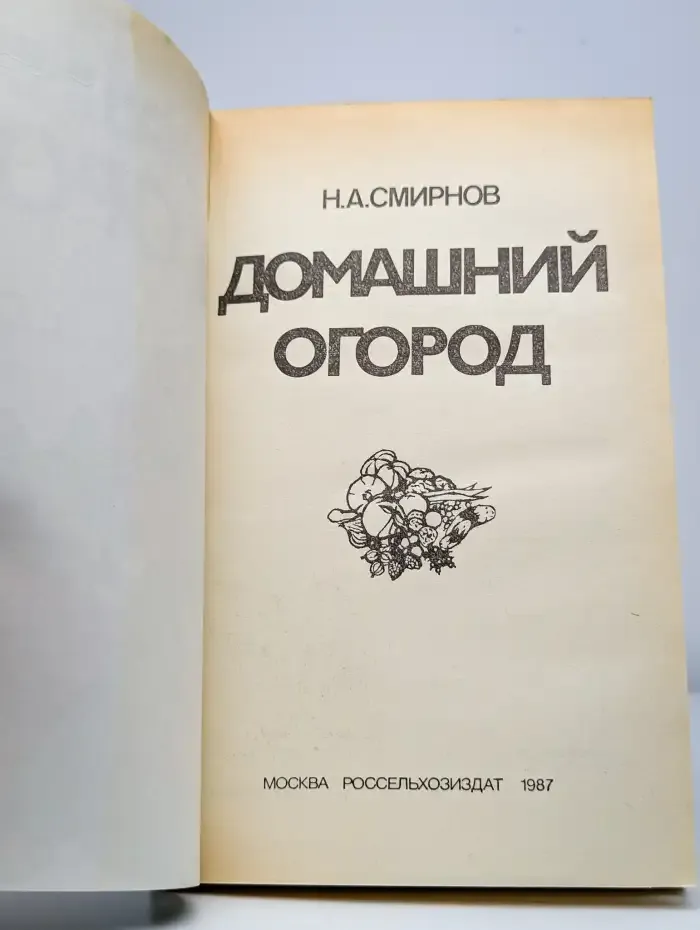 Н.А.СМИРНОВ
ДОМАШНИЙ
ОГОРОД
МОСКВА РОССЕЛЬХОЗИЗДАТ 1987